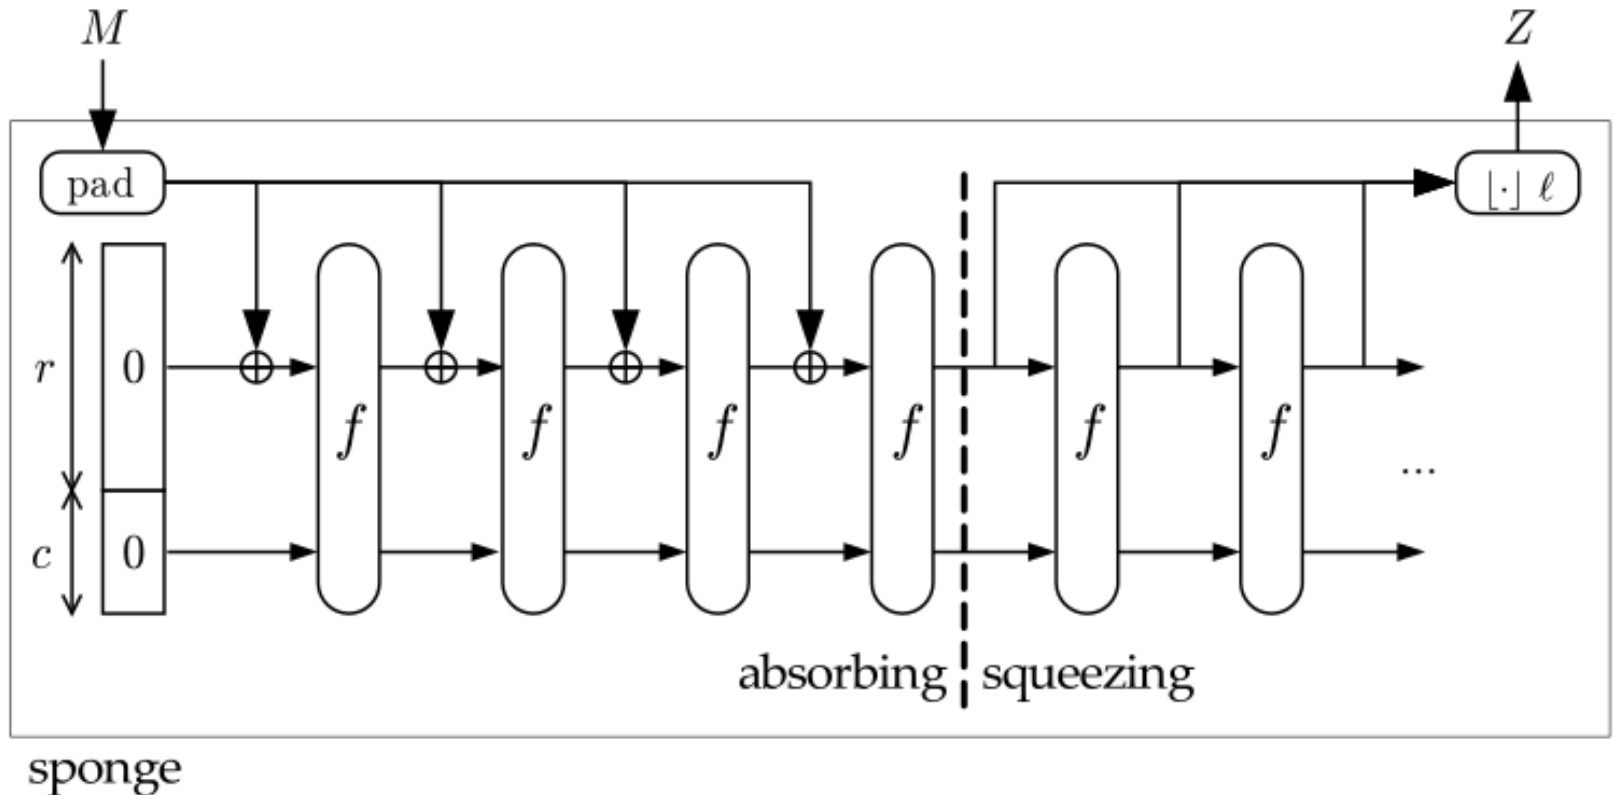 M
Z
pad
⌊·⌋ ℓ
r
0
f
f
f
f
f
f
...
c
0
absorbing
squeezing
sponge